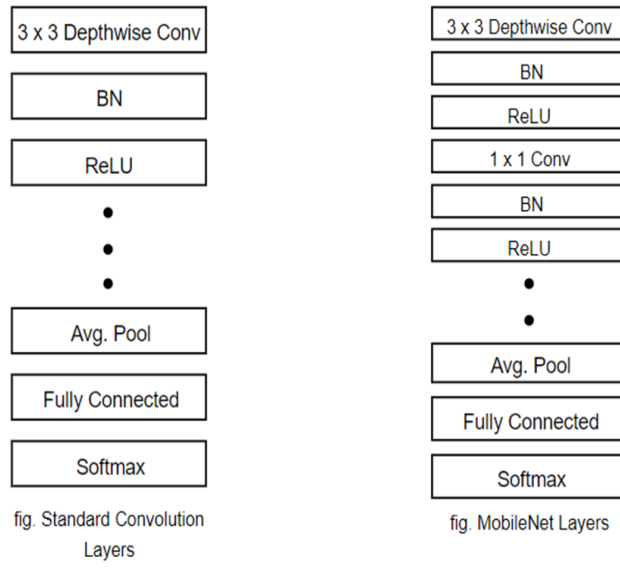 3 x 3 Depthwise Conv
BN
ReLU
Avg. Pool
Fully Connected
Softmax
fig. Standard Convolution
Layers
3 x 3 Depthwise Conv
BN
ReLU
1 x 1 Conv
BN
ReLU
Avg. Pool
Fully Connected
Softmax
fig. MobileNet Layers